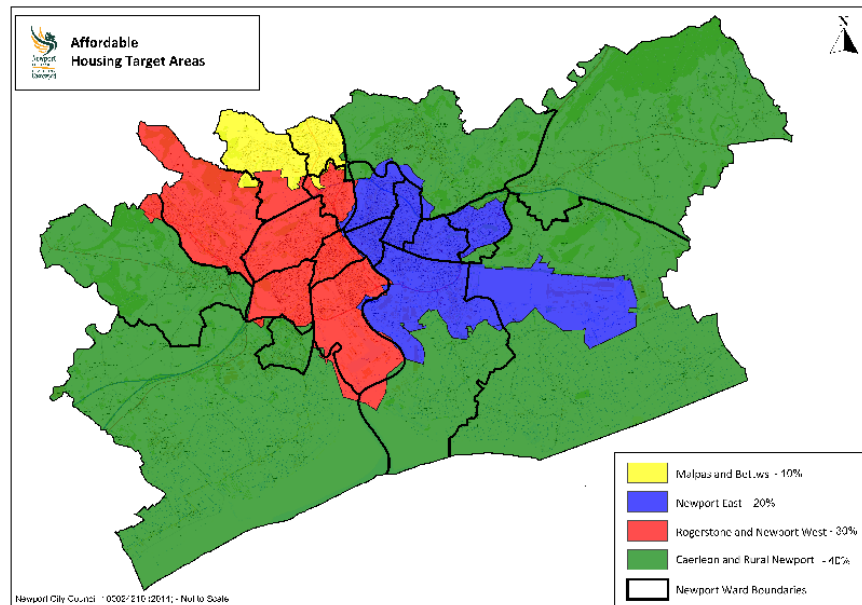 Affordable
Housing Target Areas
Newport
N
Malpas and Bettws - 10%
Newport East - 20%
Rogerstone and Newport West - 30%
Caerleon and Rural Newport - 40%
Newport Ward Boundaries
Newport City Council Not to Scale